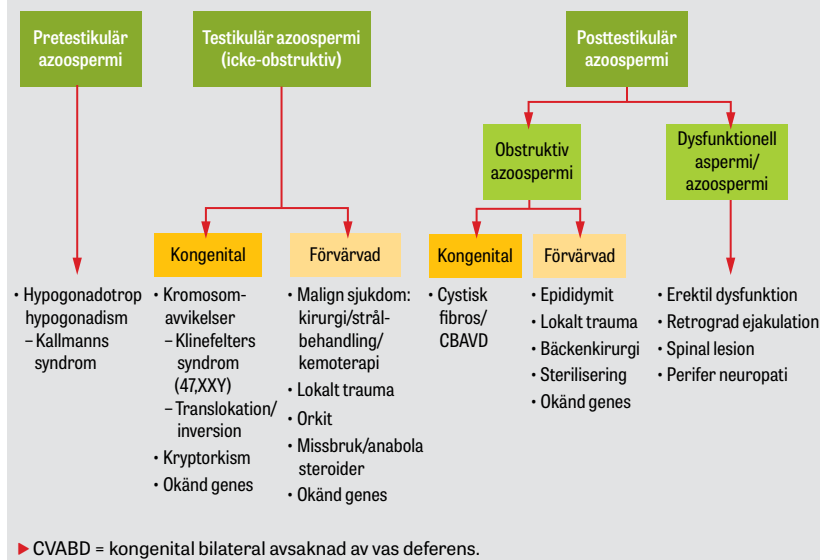 Pretestikulär
azoospermi
Testikulär azoospermi
(icke-obstruktiv)
Posttestikulär
azoospermi
Obstruktiv
azoospermi
Dysfunktionell
aspermi/
azoospermi
Kongenital
Förvärvad
Kongenital
Förvärvad
• Hypogonadotrop
hypogonadism
– Kallmanns
syndrom
• Kromosom-
avvikelser
– Klinefelters
syndrom
(47,XXY)
– Translokation/
inversion
• Kryptorkism
• Okänd genes
• Malign sjukdom:
kirurgi/strål-
behandling/
kemoterapi
• Lokalt trauma
• Orkit
• Missbruk/anabola
steroider
• Okänd genes
• Cystisk
fibros/
CBAVD
• Epididymit
• Lokalt trauma
• Bäckenkirurgi
• Sterilisering
• Okänd genes
• Erektil dysfunktion
• Retrograd ejakulation
• Spinal lesion
• Perifer neuropati
▶ CVABD = kongenital bilateral avsaknad av vas deferens.